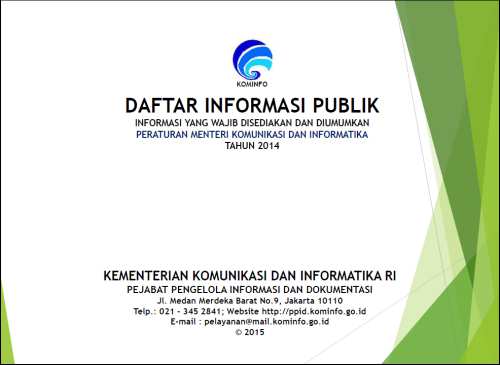 KOMINFO
DAFTAR INFORMASI PUBLIK
INFORMASI YANG WAJIB DISEDIAKAN DAN DIUMUMKAN
PERATURAN MENTERI KOMUNIKASI DAN INFORMATIKA
TAHUN 2014
KEMENTERIAN KOMUNIKASI DAN INFORMATIKA RI
PEJABAT PENGELOLA INFORMASI DAN DOKUMENTASI
Jl. Medan Merdeka Barat No.9, Jakarta 10110
Telp.: 021 - 345 2841; Website http://ppid.kominfo.go.id
E-mail : pelayanan@mail.kominfo.go.id
© 2015